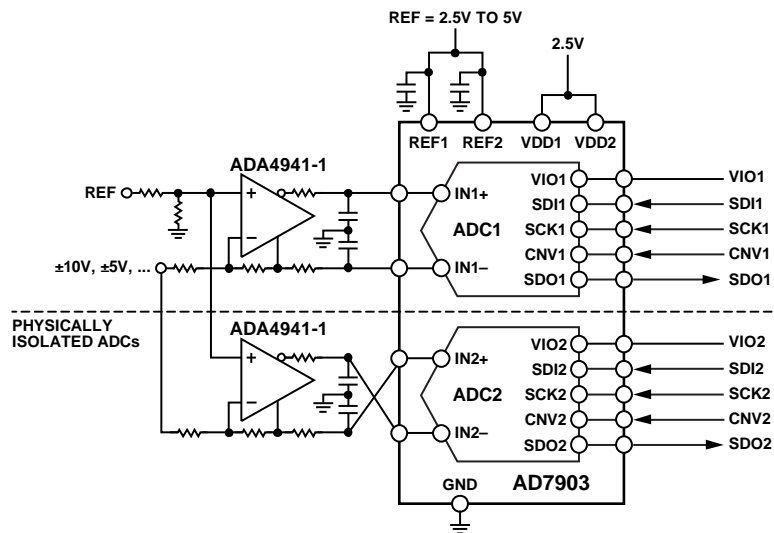 REF = 2.5V TO 5V
2.5V
REF1 REF2 VDD1 VDD2
ADA4941-1
REF
+
–
IN1+
IN1–
ADC1
VIO1
SDI1
SCK1
CNV1
SDO1
VIO1
SDI1
SCK1
CNV1
SDO1
±10V, ±5V, ...
PHYSICALLY
ISOLATED ADCs
ADA4941-1
+
–
IN2+
IN2–
ADC2
VIO2
SDI2
SCK2
CNV2
SDO2
VIO2
SDI2
SCK2
CNV2
SDO2
GND
AD7903